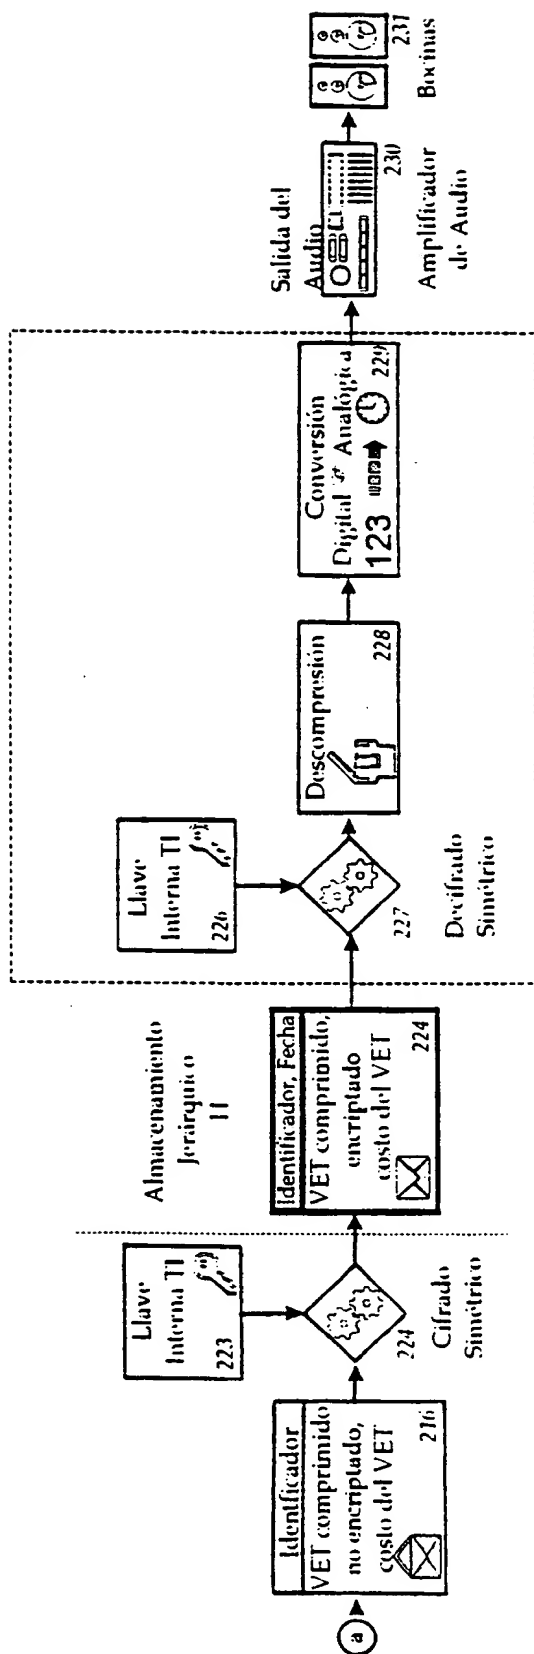 a
Identificador
VET comprimido
no encriptado,
costo del VET
216
Llave
Interna TI
223
224
Cifrado
Simétrico
Almacenamiento
Jerárquico
TI
Identificador, Fecha
VET comprimido,
encriptado
costo del VET
224
Llave
Interna TI
226
227
Decifrado
Simétrico
Descompresión
228
Conversión
Digital a Analógica
123
229
Salida del
Audio
230
Amplificador
de Audio
231
Bocinas